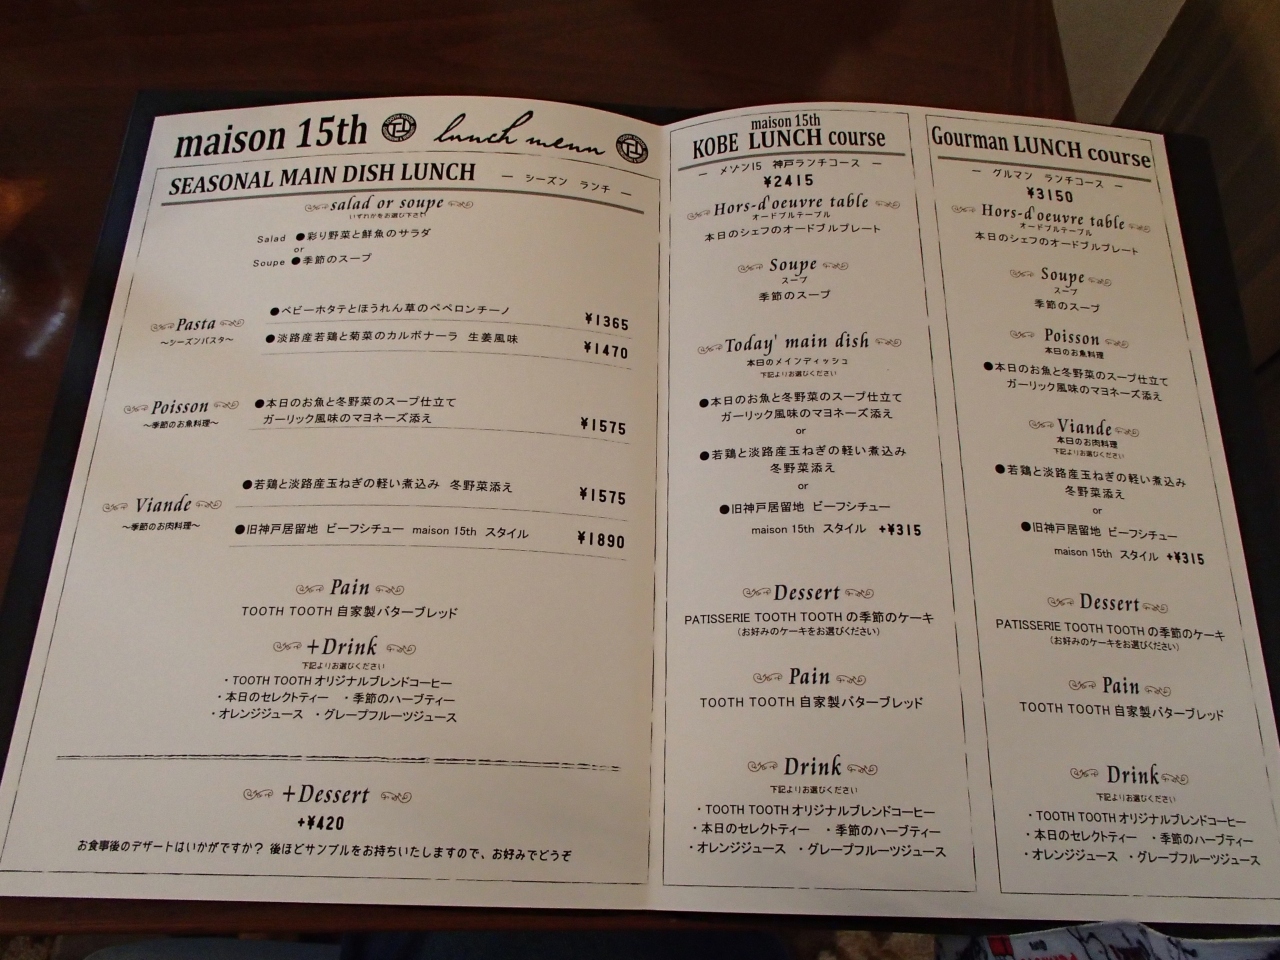 maison 15th lunch menu
SEASONAL MAIN DISH LUNCH ― シーズン ランチ ―
salad or soupe
いずれかをお選び下さい
Salad ●彩り野菜と鮮魚のサラダ
or
Soupe ●季節のスープ
Pasta
～シーズンパスタ～
●ベビーホタテとほうれん草のペペロンチーノ ¥1365
●淡路産若鶏と菊菜のカルボナーラ 生姜風味 ¥1470
Poisson
～季節のお魚料理～
●本日のお魚と冬野菜のスープ仕立て
ガーリック風味のマヨネーズ添え ¥1575
Viande
～季節のお肉料理～
●若鶏と淡路産玉ねぎの軽い煮込み 冬野菜添え ¥1575
●旧神戸居留地 ビーフシチュー maison 15th スタイル ¥1890
Pain
TOOTH TOOTH 自家製バターブレッド
+Drink
下記よりお選びください
・TOOTH TOOTH オリジナルブレンドコーヒー
・本日のセレクトティー ・季節のハーブティー
・オレンジジュース ・グレープフルーツジュース
+Dessert
+¥420
お食事後のデザートはいかがですか? 後ほどサンプルをお持ちいたしますので、お好みでどうぞ
maison 15th
KOBE LUNCH course
― メゾン15 神戸ランチコース ―
¥2415
Hors-d'oeuvre table
オードブルテーブル
本日のシェフのオードブルプレート
Soupe
スープ
季節のスープ
Today' main dish
本日のメインディッシュ
下記よりお選びください
●本日のお魚と冬野菜のスープ仕立て
ガーリック風味のマヨネーズ添え
or
●若鶏と淡路産玉ねぎの軽い煮込み
冬野菜添え
or
●旧神戸居留地 ビーフシチュー
maison 15th スタイル +¥315
Dessert
PATISSERIE TOOTH TOOTH の季節のケーキ
(お好みのケーキをお選びください)
Pain
TOOTH TOOTH 自家製バターブレッド
Drink
下記よりお選びください
・TOOTH TOOTH オリジナルブレンドコーヒー
・本日のセレクトティー ・季節のハーブティー
・オレンジジュース ・グレープフルーツジュース
Gourman LUNCH course
― グルマン ランチコース ―
¥3150
Hors-d'oeuvre table
オードブルテーブル
本日のシェフのオードブルプレート
Soupe
スープ
季節のスープ
Poisson
本日のお魚料理
●本日のお魚と冬野菜のスープ仕立て
ガーリック風味のマヨネーズ添え
Viande
本日のお肉料理
下記よりお選びください
●若鶏と淡路産玉ねぎの軽い煮込み
冬野菜添え
or
●旧神戸居留地 ビーフシチュー
maison 15th スタイル +¥315
Dessert
PATISSERIE TOOTH TOOTH の季節のケーキ
(お好みのケーキをお選びください)
Pain
TOOTH TOOTH 自家製バターブレッド
Drink
下記よりお選びください
・TOOTH TOOTH オリジナルブレンドコーヒー
・本日のセレクトティー ・季節のハーブティー
・オレンジジュース ・グレープフルーツジュース